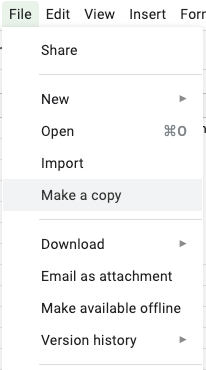 File Edit View Insert For
Share
New
Open ⌘O
Import
Make a copy
Download
Email as attachment
Make available offline
Version history